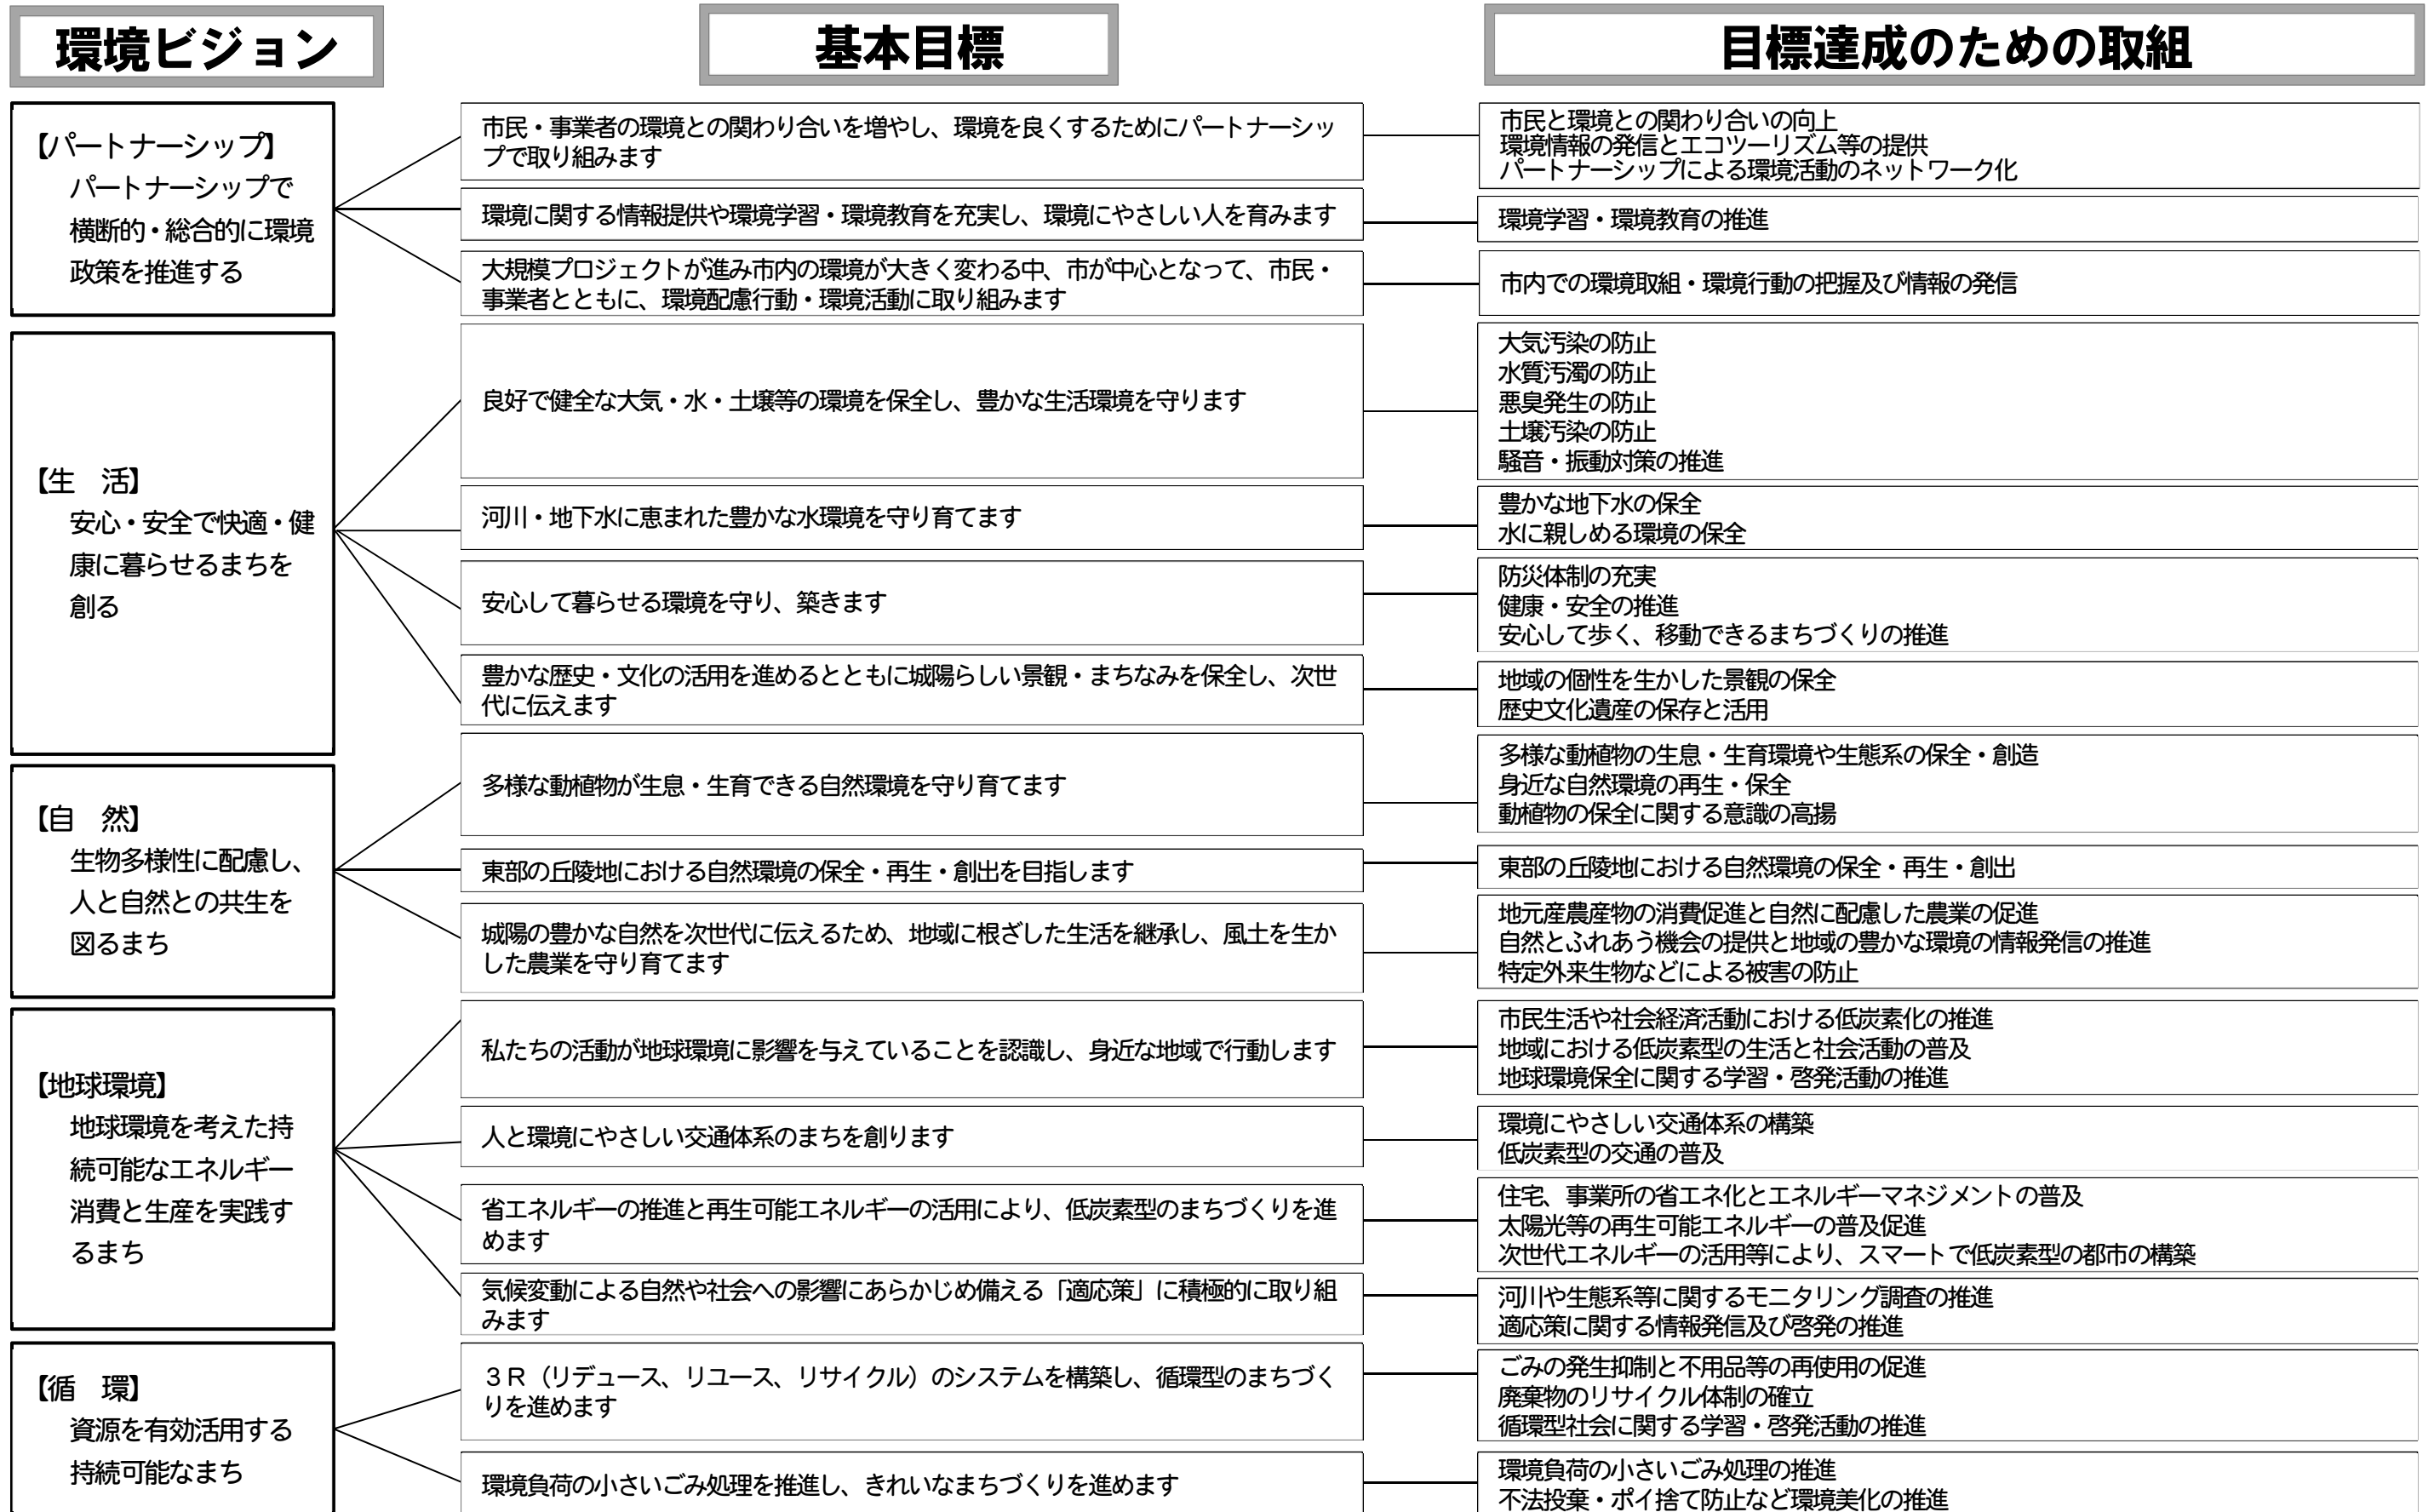 環境ビジョン
基本目標
目標達成のための取組
【パートナーシップ】
パートナーシップで
横断的・総合的に環境
政策を推進する
市民・事業者の環境との関わり合いを増やし、環境を良くするためにパートナーシッ
プで取り組みます
市民と環境との関わり合いの向上
環境情報の発信とエコツーリズム等の提供
パートナーシップによる環境活動のネットワーク化
環境に関する情報提供や環境学習・環境教育を充実し、環境にやさしい人を育みます
環境学習・環境教育の推進
大規模プロジェクトが進み市内の環境が大きく変わる中、市が中心となって、市民・
事業者とともに、環境配慮行動・環境活動に取り組みます
市内での環境取組・環境行動の把握及び情報の発信
【生　活】
安心・安全で快適・健
康に暮らせるまちを
創る
良好で健全な大気・水・土壌等の環境を保全し、豊かな生活環境を守ります
大気汚染の防止
水質汚濁の防止
悪臭発生の防止
土壌汚染の防止
騒音・振動対策の推進
河川・地下水に恵まれた豊かな水環境を守り育てます
豊かな地下水の保全
水に親しめる環境の保全
安心して暮らせる環境を守り、築きます
防災体制の充実
健康・安全の推進
安心して歩く、移動できるまちづくりの推進
豊かな歴史・文化の活用を進めるとともに城陽らしい景観・まちなみを保全し、次世
代に伝えます
地域の個性を生かした景観の保全
歴史文化遺産の保存と活用
【自　然】
生物多様性に配慮し、
人と自然との共生を
図るまち
多様な動植物が生息・生育できる自然環境を守り育てます
多様な動植物の生息・生育環境や生態系の保全・創造
身近な自然環境の再生・保全
動植物の保全に関する意識の高揚
東部の丘陵地における自然環境の保全・再生・創出を目指します
東部の丘陵地における自然環境の保全・再生・創出
城陽の豊かな自然を次世代に伝えるため、地域に根ざした生活を継承し、風土を生か
した農業を守り育てます
地元産農産物の消費促進と自然に配慮した農業の促進
自然とふれあう機会の提供と地域の豊かな環境の情報発信の推進
特定外来生物などによる被害の防止
【地球環境】
地球環境を考えた持
続可能なエネルギー
消費と生産を実践す
るまち
私たちの活動が地球環境に影響を与えていることを認識し、身近な地域で行動します
市民生活や社会経済活動における低炭素化の推進
地域における低炭素型の生活と社会活動の普及
地球環境保全に関する学習・啓発活動の推進
人と環境にやさしい交通体系のまちを創ります
環境にやさしい交通体系の構築
低炭素型の交通の普及
省エネルギーの推進と再生可能エネルギーの活用により、低炭素型のまちづくりを進
めます
住宅、事業所の省エネ化とエネルギーマネジメントの普及
太陽光等の再生可能エネルギーの普及促進
次世代エネルギーの活用等により、スマートで低炭素型の都市の構築
気候変動による自然や社会への影響にあらかじめ備える「適応策」に積極的に取り組
みます
河川や生態系等に関するモニタリング調査の推進
適応策に関する情報発信及び啓発の推進
【循　環】
資源を有効活用する
持続可能なまち
３Ｒ（リデュース、リユース、リサイクル）のシステムを構築し、循環型のまちづく
りを進めます
ごみの発生抑制と不用品等の再使用の促進
廃棄物のリサイクル体制の確立
循環型社会に関する学習・啓発活動の推進
環境負荷の小さいごみ処理を推進し、きれいなまちづくりを進めます
環境負荷の小さいごみ処理の推進
不法投棄・ポイ捨て防止など環境美化の推進